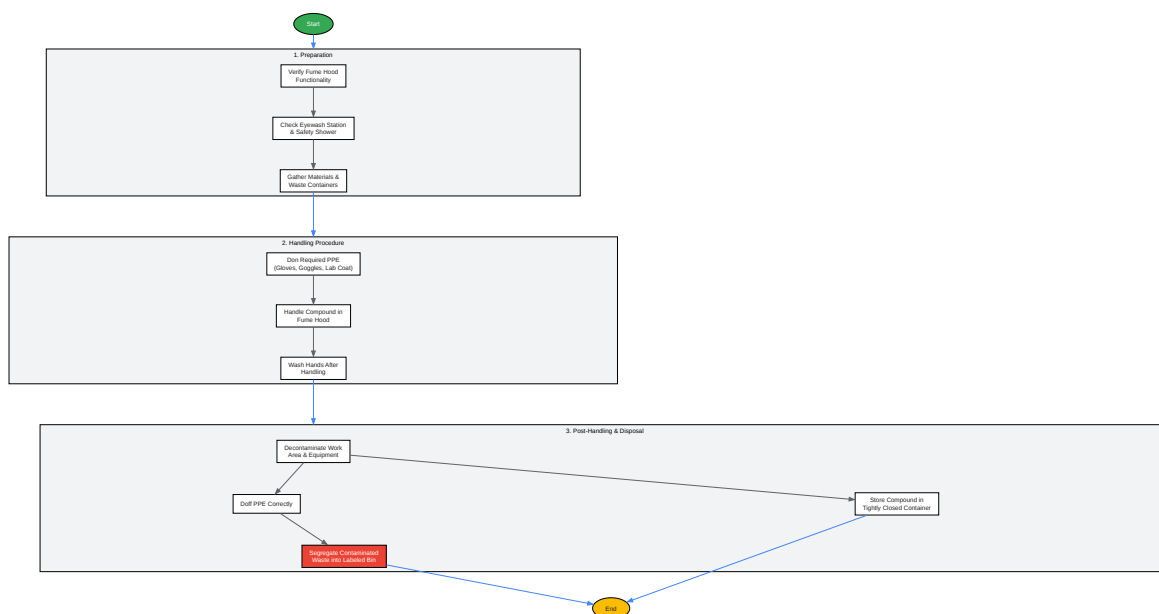 Start
1. Preparation
Verify Fume Hood
Functionality
Check Eyewash Station
& Safety Shower
Gather Materials &
Waste Containers
2. Handling Procedure
Don Required PPE
(Gloves, Goggles, Lab Coat)
Handle Compound in
Fume Hood
Wash Hands After
Handling
3. Post-Handling & Disposal
Decontaminate Work
Area & Equipment
Doff PPE Correctly
Store Compound in
Tightly Closed Container
Segregate Contaminated
Waste into Labeled Bin
End